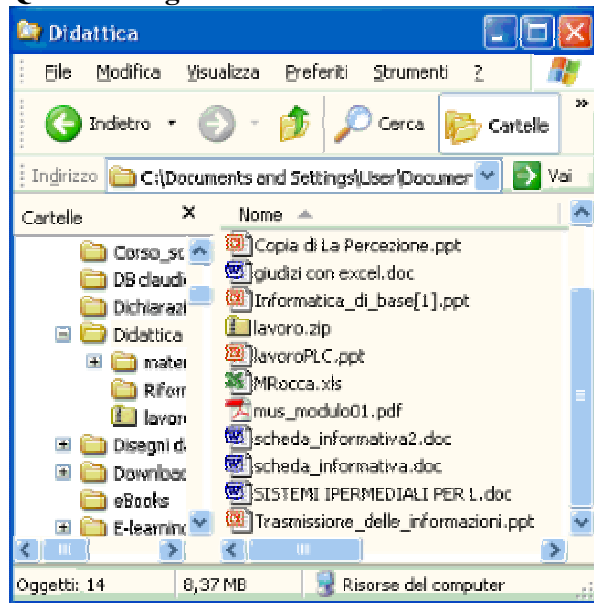 Didattica
File Modifica Visualizza Preferiti Strumenti ?
Indietro Cerca Cartelle »
Indirizzo C:\Documents and Settings\User\Documer Vai
Cartelle × Nome
Corso_sc
DB claudi
Dichiarazi
Didattica
mater
Rifor
lavoro
Disegni d
Download
eBooks
E-learning
Copia di La Percezione.ppt
giudizi con excel.doc
Informatica_di_base[1].ppt
lavoro.zip
lavoroPLC.ppt
MRocca.xls
mus_modulo01.pdf
scheda_informativa2.doc
scheda_informativa.doc
SISTEMI IPERMEDIALI PER L.doc
Trasmissione_delle_informazioni.ppt
Oggetti: 14 8,37 MB Risorse del computer